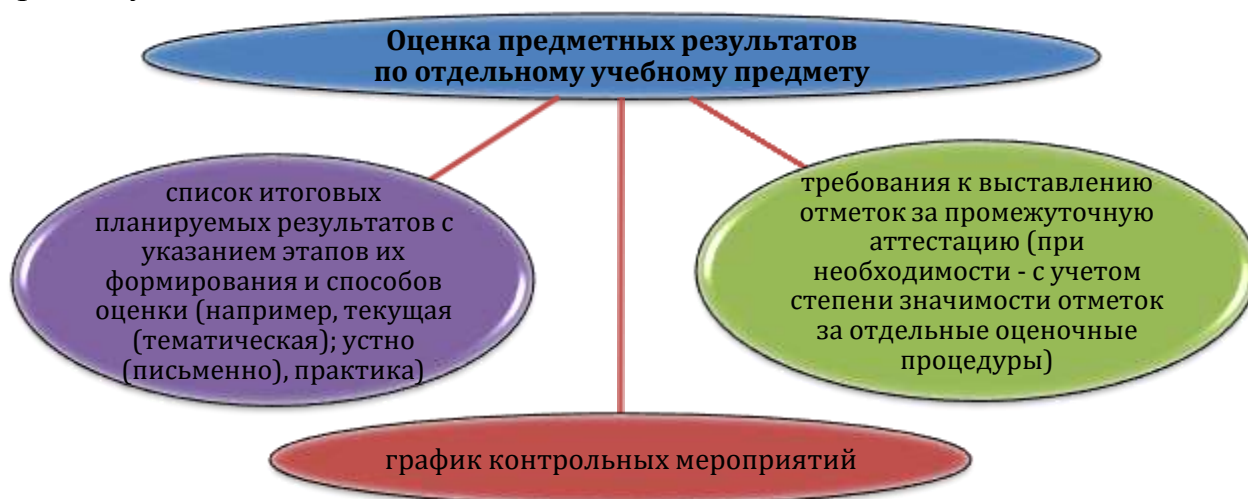 Оценка предметных результатов
по отдельному учебному предмету
список итоговых
планируемых результатов с
указанием этапов их
формирования и способов
оценки (например, текущая
(тематическая); устно
(письменно), практика)
требования к выставлению
отметок за промежуточную
аттестацию (при
необходимости - с учетом
степени значимости отметок
за отдельные оценочные
процедуры)
график контрольных мероприятий